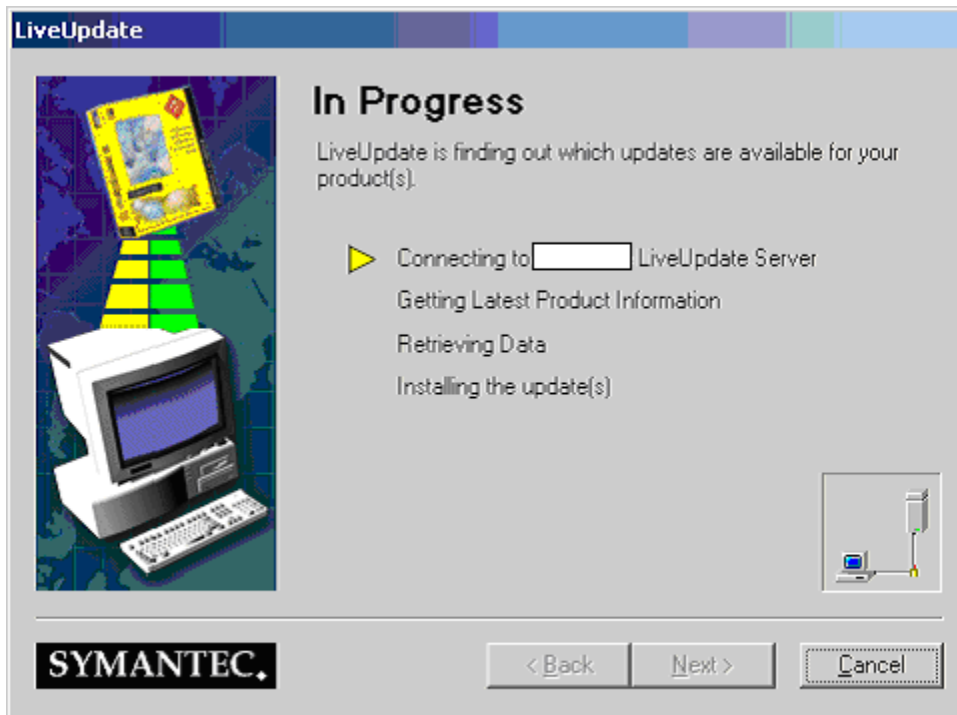 LiveUpdate
In Progress
LiveUpdate is finding out which updates are available for your
product(s).
Connecting to LiveUpdate Server
Getting Latest Product Information
Retrieving Data
Installing the update(s)
SYMANTEC.
< Back
Next >
Cancel